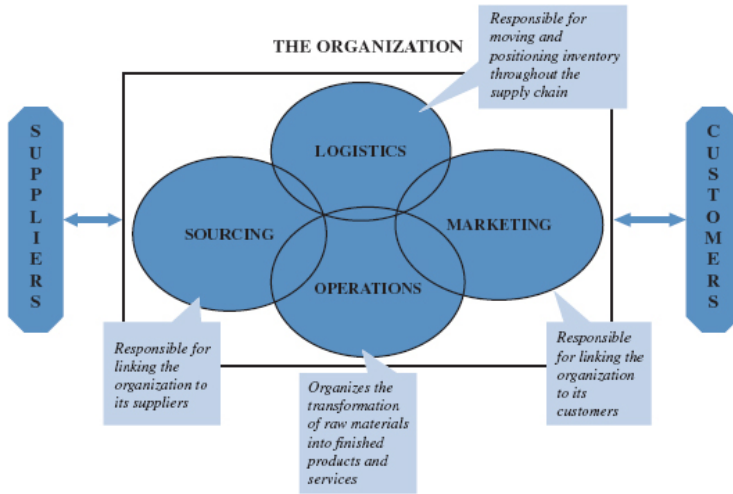 THE ORGANIZATION
Responsible for
moving and
positioning inventory
throughout the
supply chain
SUPPLIERS
LOGISTICS
SOURCING
MARKETING
OPERATIONS
CUSTOMERS
Responsible for
linking the
organization to
its suppliers
Organizes the
transformation
of raw materials
into finished
products and
services
Responsible
for linking the
organization
to its
customers